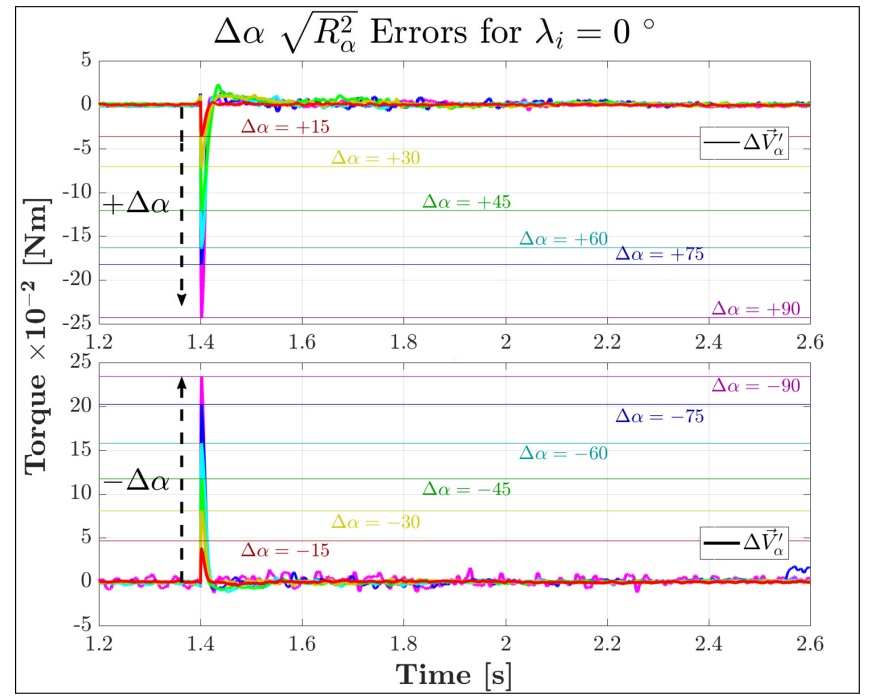 Δα √R²_α Errors for λ_i = 0 °
Torque ×10⁻² [Nm]
5
0
-5
-10
-15
-20
-25
+Δα
Δα = +15
Δα = +30
Δα = +45
Δα = +60
Δα = +75
Δα = +90
ΔV⃗′_α
1.2 1.4 1.6 1.8 2 2.2 2.4 2.6
25
20
15
10
5
0
-5
−Δα
Δα = −90
Δα = −75
Δα = −60
Δα = −45
Δα = −30
Δα = −15
ΔV⃗′_α
1.2 1.4 1.6 1.8 2 2.2 2.4 2.6
Time [s]